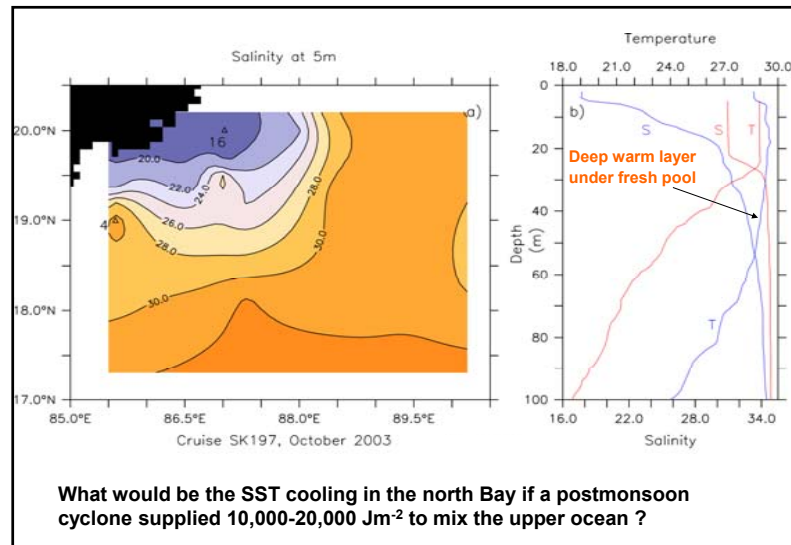 Salinity at 5m
a)
20.0°N
19.0°N
18.0°N
17.0°N
85.0°E 86.5°E 88.0°E 89.5°E
16
4
20.0
22.0
24.0
26.0
28.0
30.0
28.0
30.0
Cruise SK197, October 2003
Temperature
18.0 21.0 24.0 27.0 30.0
b)
S S T
Deep warm layer
under fresh pool
T
0
20
40
Depth
(m)
60
80
100
16.0 22.0 28.0 34.0
Salinity
What would be the SST cooling in the north Bay if a postmonsoon
cyclone supplied 10,000-20,000 Jm-2 to mix the upper ocean ?